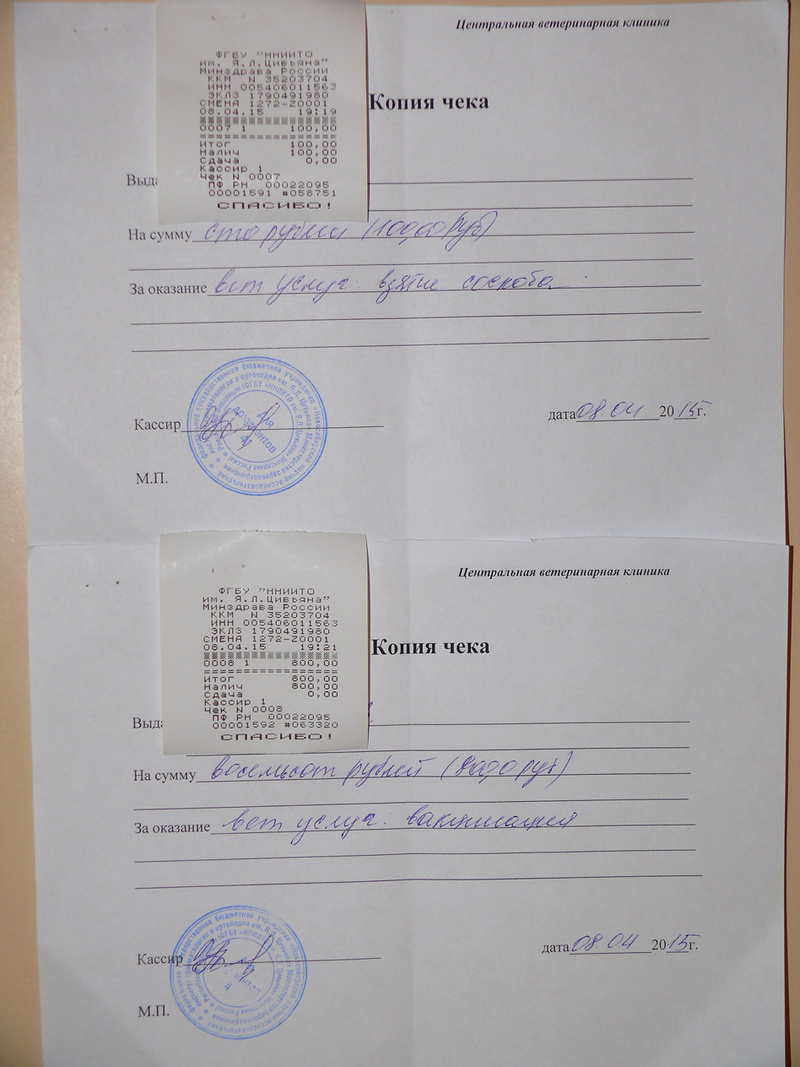 Центральная ветеринарная клиника
ФГБУ "ННИИТО
им. Я.Л.Цивьяна"
Минздрава России
ККМ N 35203704
ИНН 005406011563
ЭКЛЗ 1790491980
СМЕНА 1272-Z0001
08.04.15 19:19
0007 1 100,00
Итог 100,00
Налич 100,00
Сдача 0,00
Кассир 1
Чек N 0007
ПФ РН 00022095
00001591 #058751
СПАСИБО!
Копия чека
Выда
На сумму сто рублей (100,00 руб)
За оказание вет услуг: взятие соскоба
Кассир
дата 08.04 2015г.
М.П.
Центральная ветеринарная клиника
ФГБУ "ННИИТО
им. Я.Л.Цивьяна"
Минздрава России
ККМ N 35203704
ИНН 005406011563
ЭКЛЗ 1790491980
СМЕНА 1272-Z0001
08.04.15 19:21
0008 1 800,00
Итог 800,00
Налич 800,00
Сдача 0,00
Кассир 1
Чек N 0008
ПФ РН 00022095
00001592 #063320
СПАСИБО!
Копия чека
Выда
На сумму восемьсот рублей (800,0 руб)
За оказание вет услуг: вакцинация
Кассир
дата 08.04 2015г.
М.П.